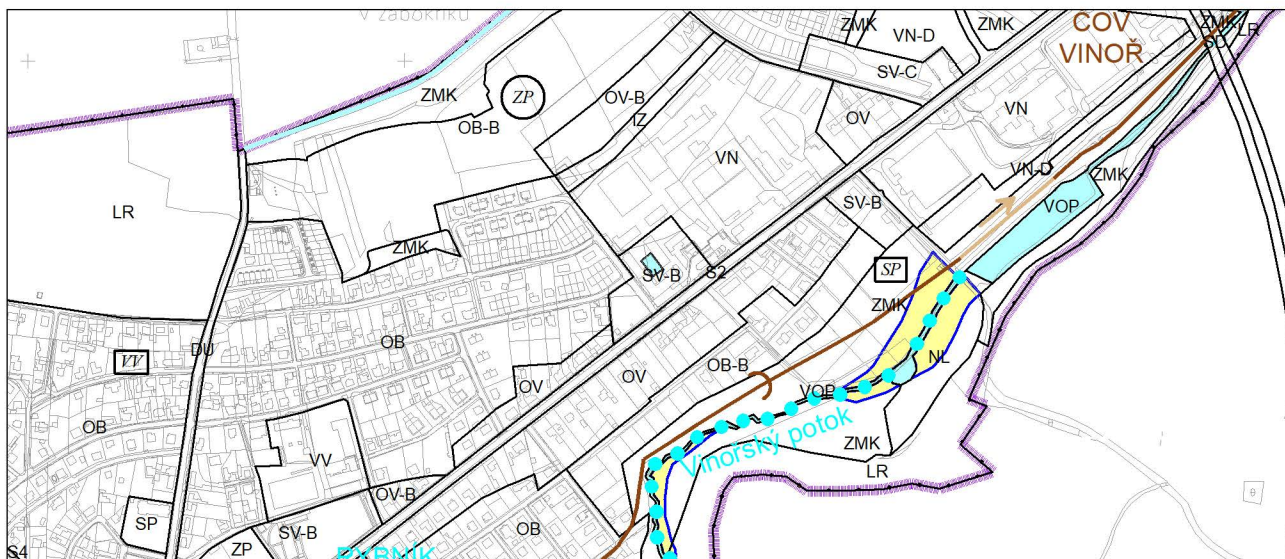 V zábokřiku
ZMK
ZMK
ČOV
VINOŘ
ZMK
SD
LR
VN-D
SV-C
ZMK
ZP
OV-B
OB-B
IZ
OV
VN
VN
VN-D
ZMK
LR
VOP
SV-B
ZMK
SV-B
S2
SP
ZMK
DU
OB
VV
OV
OV
OB-B
NL
VOP
Vinořský potok
ZMK
LR
OB
VV
OV-B
SP
SV-B
OB
ZP
S4
RYBNÍK